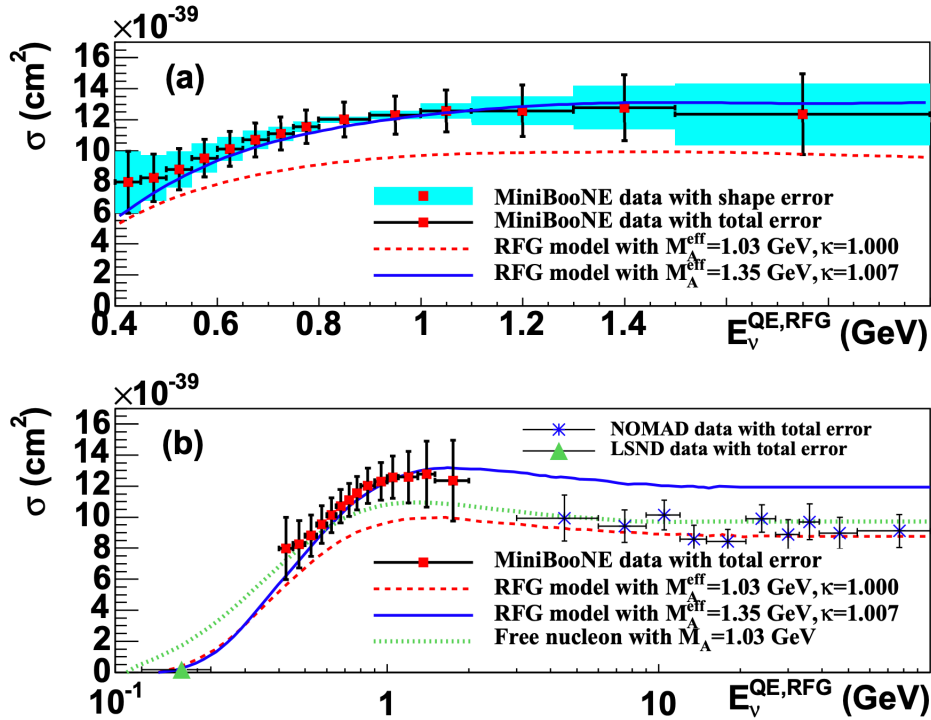 ×10⁻³⁹
(a)
σ (cm²)
16
14
12
10
8
6
4
2
0
MiniBooNE data with shape error
MiniBooNE data with total error
RFG model with M_A^eff=1.03 GeV, κ=1.000
RFG model with M_A^eff=1.35 GeV, κ=1.007
0.4 0.6 0.8 1 1.2 1.4
E_ν^QE,RFG (GeV)
×10⁻³⁹
(b)
σ (cm²)
16
14
12
10
8
6
4
2
0
NOMAD data with total error
LSND data with total error
MiniBooNE data with total error
RFG model with M_A^eff=1.03 GeV, κ=1.000
RFG model with M_A^eff=1.35 GeV, κ=1.007
Free nucleon with M_A=1.03 GeV
10⁻¹ 1 10
E_ν^QE,RFG (GeV)